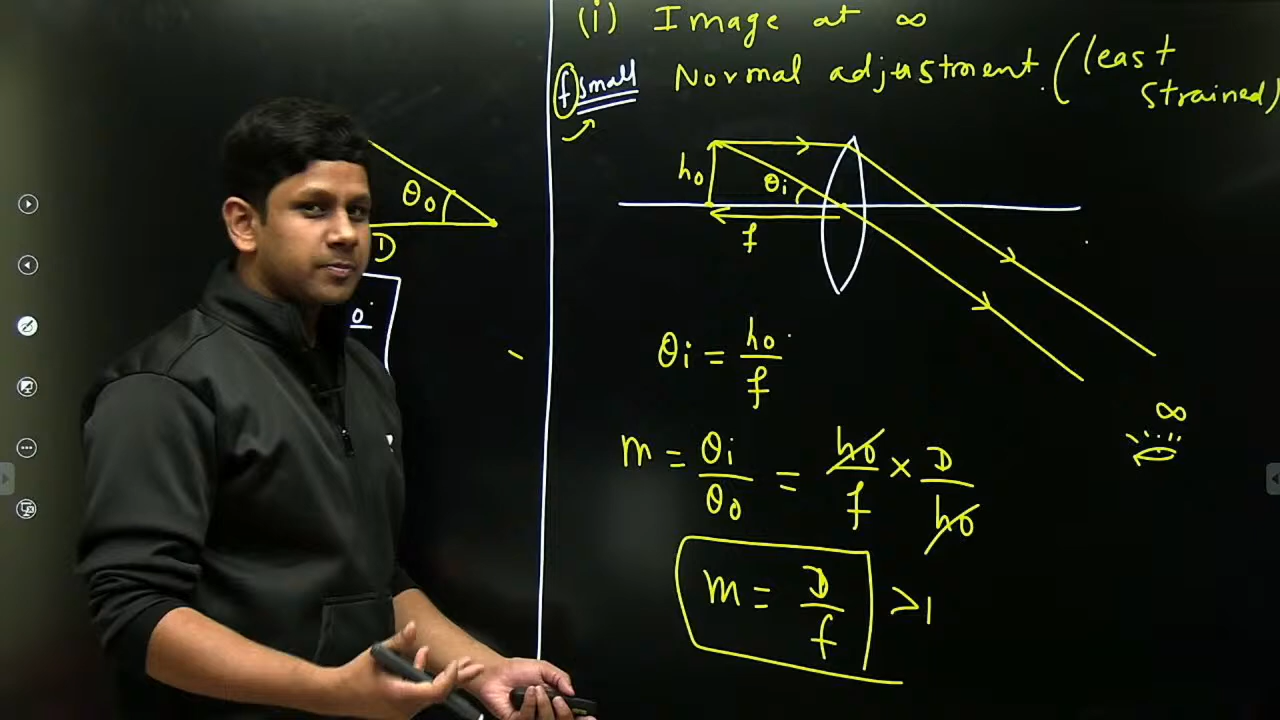 (i) Image at ∞
f small Normal adjustment. (least strained)
θ₀
D
h₀
θi
f
θi = h₀/f
∞
m = θi/θ₀ = h₀/f × D/h₀
m = D/f >1